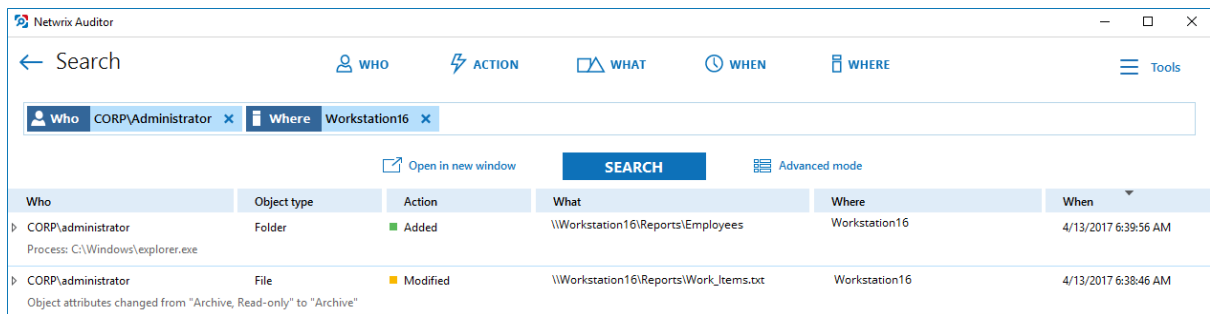 Netwrix Auditor
Search WHO ACTION WHAT WHEN WHERE Tools
Who CORP\Administrator Where Workstation16
Open in new window SEARCH Advanced mode
Who Object type Action What Where When
CORP\administrator Folder Added \\Workstation16\Reports\Employees Workstation16 4/13/2017 6:39:56 AM
Process: C:\Windows\explorer.exe
CORP\administrator File Modified \\Workstation16\Reports\Work_Items.txt Workstation16 4/13/2017 6:38:46 AM
Object attributes changed from "Archive, Read-only" to "Archive"